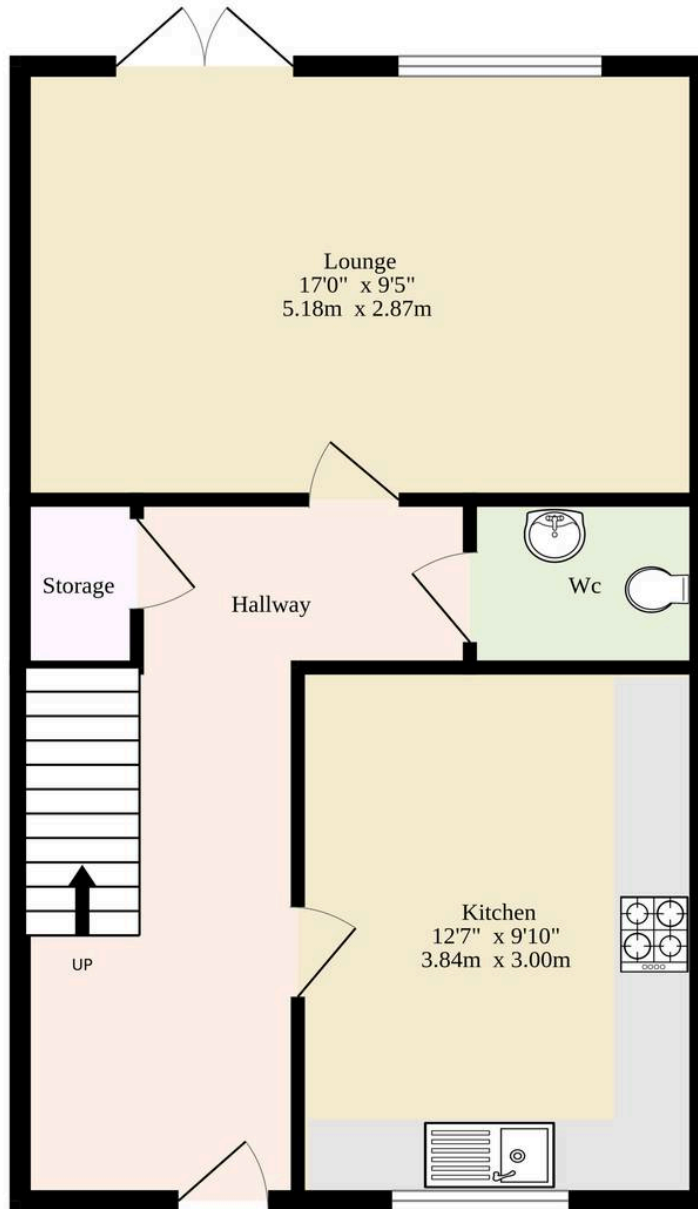 Lounge
17'0" x 9'5"
5.18m x 2.87m
Storage
Hallway
Wc
Kitchen
12'7" x 9'10"
3.84m x 3.00m
UP